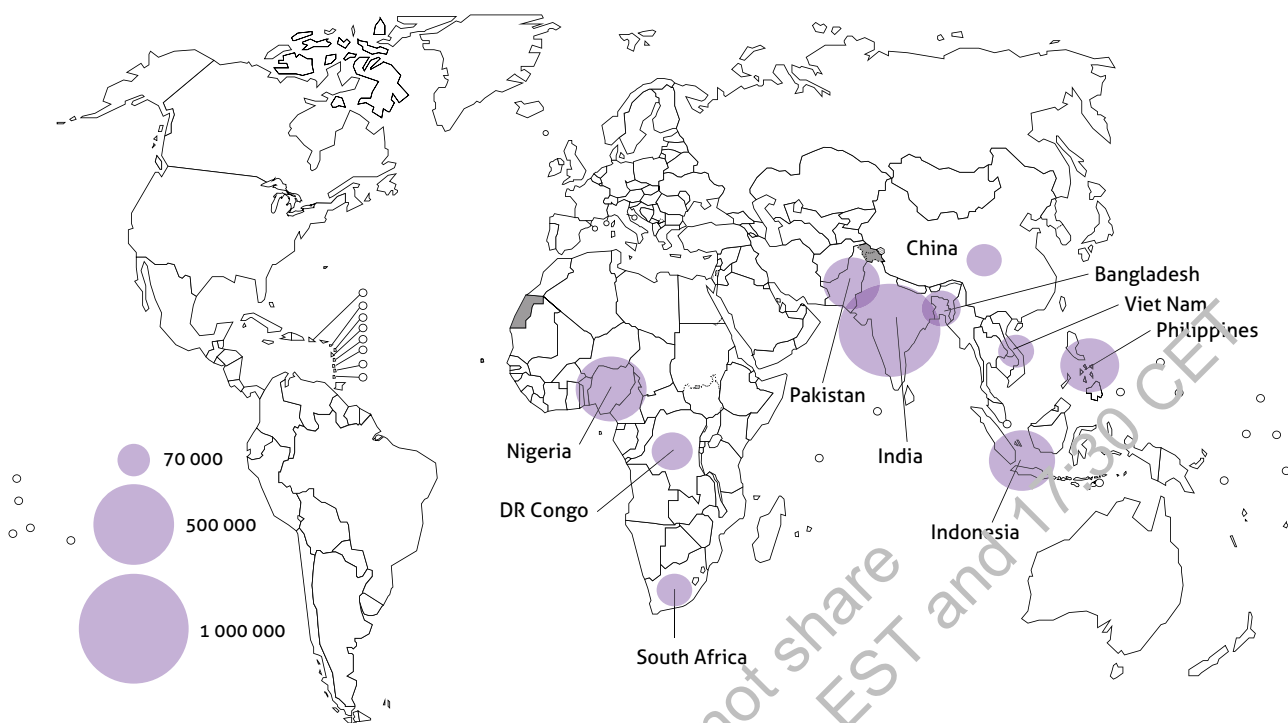 China
Bangladesh
Viet Nam
Philippines
Pakistan
Nigeria
India
70 000
DR Congo
500 000
Indonesia
1 000 000
South Africa
not share
EST and 17:30 CET